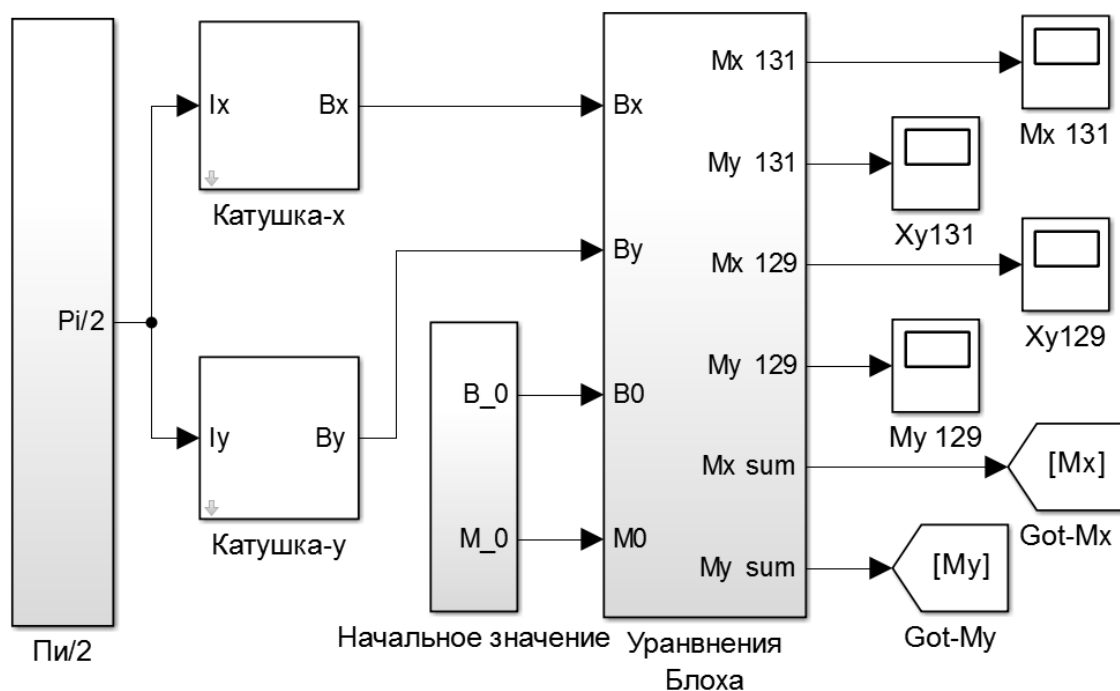 Pi/2
Пи/2
Ix
Bx
Катушка-x
Iy
By
Катушка-у
B_0
M_0
Начальное значение
Bx
By
B0
M0
Mx 131
My 131
Mx 129
My 129
Mx sum
My sum
Уранвнения
Блоха
Mx 131
Xy131
Xy129
My 129
[Mx]
Got-Mx
[My]
Got-My